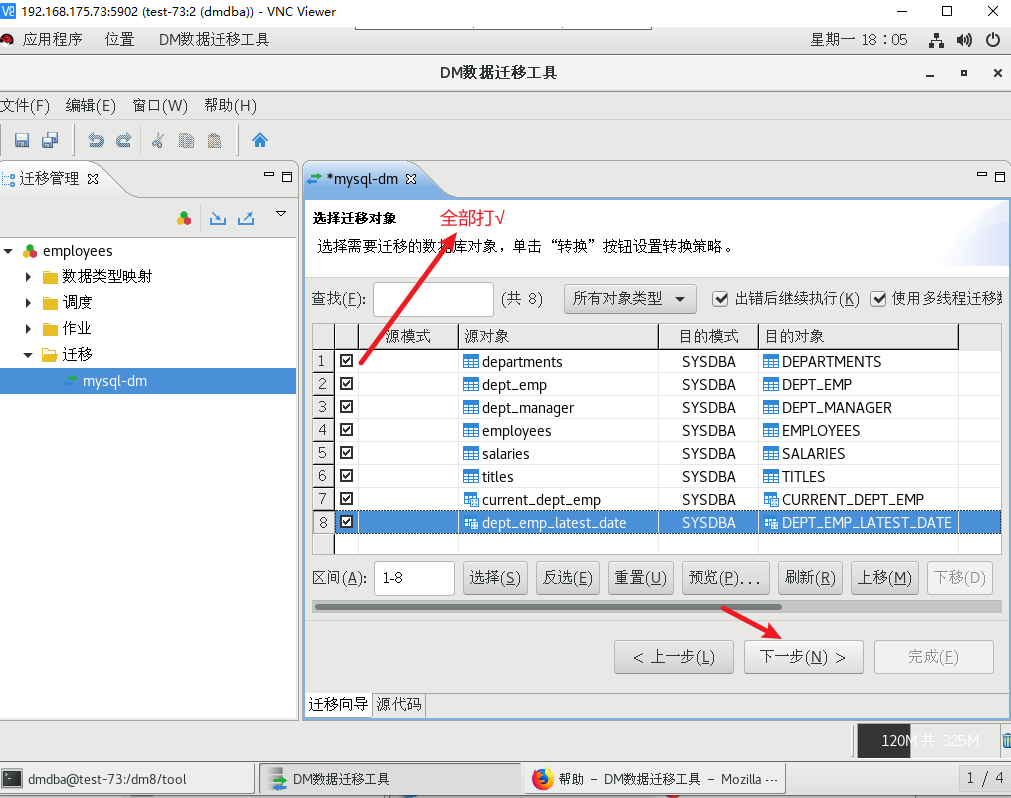 192.168.175.73:5902 (test-73:2 (dmdba)) - VNC Viewer
应用程序 位置 DM数据迁移工具 星期一 18：05
DM数据迁移工具
文件(F) 编辑(E) 窗口(W) 帮助(H)
迁移管理
*mysql-dm
选择迁移对象
全部打√
选择需要迁移的数据库对象，单击“转换”按钮设置转换策略。
employees
数据类型映射
调度
作业
迁移
mysql-dm
查找(F): (共 8) 所有对象类型 出错后继续执行(K) 使用多线程迁移
源模式 源对象 目的模式 目的对象
1 departments SYSDBA DEPARTMENTS
2 dept_emp SYSDBA DEPT_EMP
3 dept_manager SYSDBA DEPT_MANAGER
4 employees SYSDBA EMPLOYEES
5 salaries SYSDBA SALARIES
6 titles SYSDBA TITLES
7 current_dept_emp SYSDBA CURRENT_DEPT_EMP
8 dept_emp_latest_date SYSDBA DEPT_EMP_LATEST_DATE
区间(A): 1-8 选择(S) 反选(E) 重置(U) 预览(P)... 刷新(R) 上移(M) 下移(D)
< 上一步(L) 下一步(N) > 完成(F)
迁移向导 源代码
120M 共 325M
dmdba@test-73:/dm8/tool DM数据迁移工具 帮助 - DM数据迁移工具 - Mozilla ··· 1 / 4